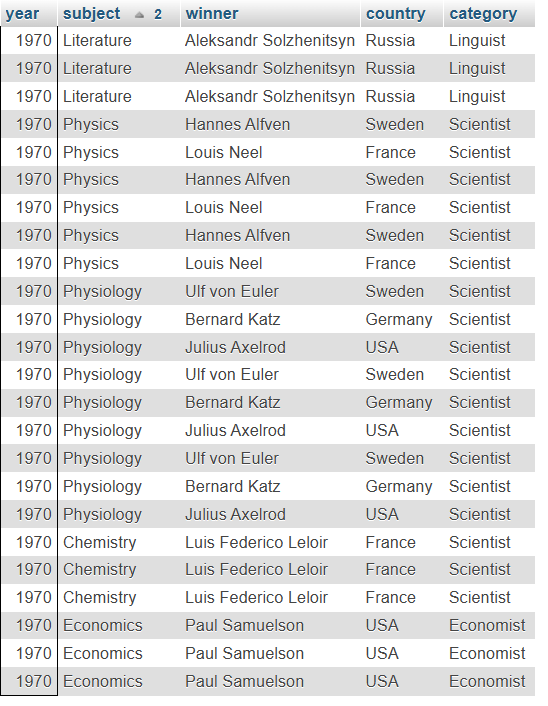 year subject 2 winner country category
1970 Literature Aleksandr Solzhenitsyn Russia Linguist
1970 Literature Aleksandr Solzhenitsyn Russia Linguist
1970 Literature Aleksandr Solzhenitsyn Russia Linguist
1970 Physics Hannes Alfven Sweden Scientist
1970 Physics Louis Neel France Scientist
1970 Physics Hannes Alfven Sweden Scientist
1970 Physics Louis Neel France Scientist
1970 Physics Hannes Alfven Sweden Scientist
1970 Physics Louis Neel France Scientist
1970 Physiology Ulf von Euler Sweden Scientist
1970 Physiology Bernard Katz Germany Scientist
1970 Physiology Julius Axelrod USA Scientist
1970 Physiology Ulf von Euler Sweden Scientist
1970 Physiology Bernard Katz Germany Scientist
1970 Physiology Julius Axelrod USA Scientist
1970 Physiology Ulf von Euler Sweden Scientist
1970 Physiology Bernard Katz Germany Scientist
1970 Physiology Julius Axelrod USA Scientist
1970 Chemistry Luis Federico Leloir France Scientist
1970 Chemistry Luis Federico Leloir France Scientist
1970 Chemistry Luis Federico Leloir France Scientist
1970 Economics Paul Samuelson USA Economist
1970 Economics Paul Samuelson USA Economist
1970 Economics Paul Samuelson USA Economist